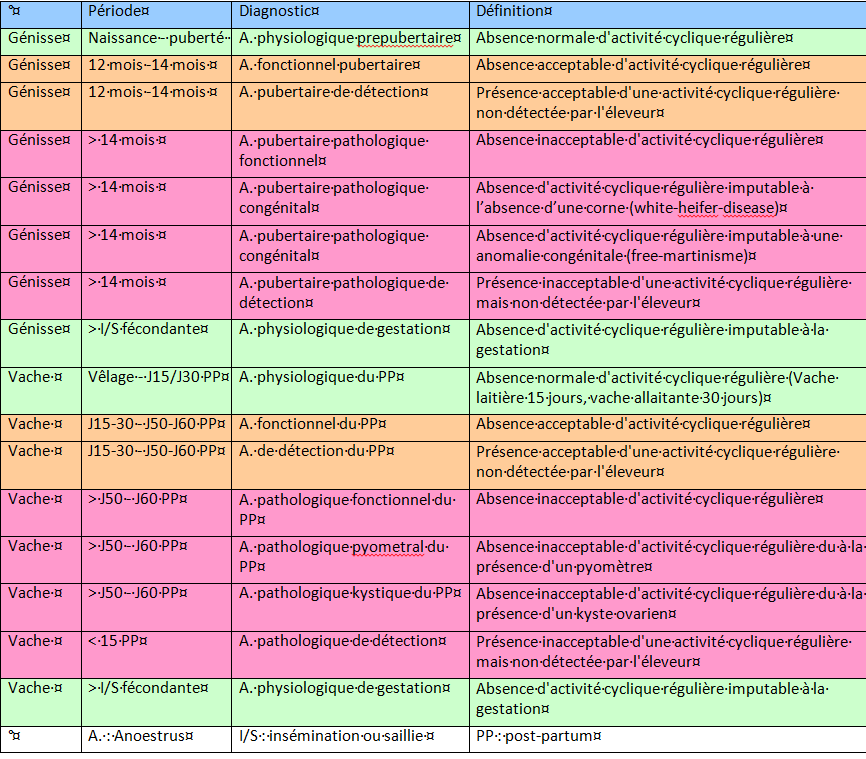 Période Diagnostic Définition
Génisse Naissance - puberté A. physiologique prepubertaire Absence normale d'activité cyclique régulière
Génisse 12 mois-14 mois A. fonctionnel pubertaire Absence acceptable d'activité cyclique régulière
Génisse 12 mois-14 mois A. pubertaire de détection Présence acceptable d'une activité cyclique régulière
non détectée par l'éleveur
Génisse > 14 mois A. pubertaire pathologique Absence inacceptable d'activité cyclique régulière
fonctionnel
Génisse > 14 mois A. pubertaire pathologique Absence d'activité cyclique régulière imputable à
congénital l’absence d’une corne (white-heifer-disease)
Génisse > 14 mois A. pubertaire pathologique Absence d'activité cyclique régulière imputable à une
congénital anomalie congénitale (free-martinisme)
Génisse > 14 mois A. pubertaire pathologique de Présence inacceptable d'une activité cyclique régulière
détection mais non détectée par l'éleveur
Génisse > I/S fécondante A. physiologique de gestation Absence d'activité cyclique régulière imputable à la
gestation
Vache Vêlage - J15/J30 PP A. physiologique du PP Absence normale d'activité cyclique régulière (Vache
laitière 15 jours, vache allaitante 30 jours)
Vache J15-30 - J50-J60 PP A. fonctionnel du PP Absence acceptable d'activité cyclique régulière
Vache J15-30 - J50-J60 PP A. de détection du PP Présence acceptable d'une activité cyclique régulière
non détectée par l'éleveur
Vache > J50 - J60 PP A. pathologique fonctionnel du Absence inacceptable d'activité cyclique régulière
PP
Vache > J50 - J60 PP A. pathologique pyometral du Absence inacceptable d'activité cyclique régulière du à la
PP présence d'un pyomètre
Vache > J50 - J60 PP A. pathologique kystique du PP Absence inacceptable d'activité cyclique régulière du à la
présence d'un kyste ovarien
Vache < 15 PP A. pathologique de détection Présence inacceptable d'une activité cyclique régulière
mais non détectée par l'éleveur
Vache > I/S fécondante A. physiologique de gestation Absence d'activité cyclique régulière imputable à la
gestation
A. : Anoestrus I/S : insémination ou saillie PP : post-partum